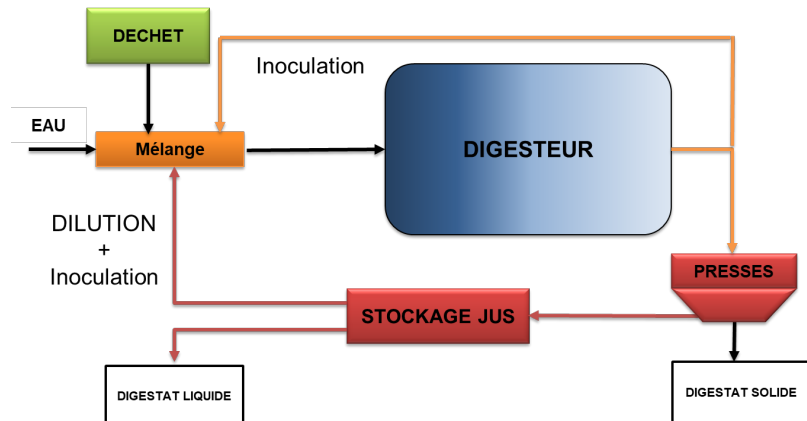 DECHET
Inoculation
EAU
Mélange
DIGESTEUR
DILUTION
+
Inoculation
PRESSES
STOCKAGE JUS
DIGESTAT LIQUIDE
DIGESTAT SOLIDE